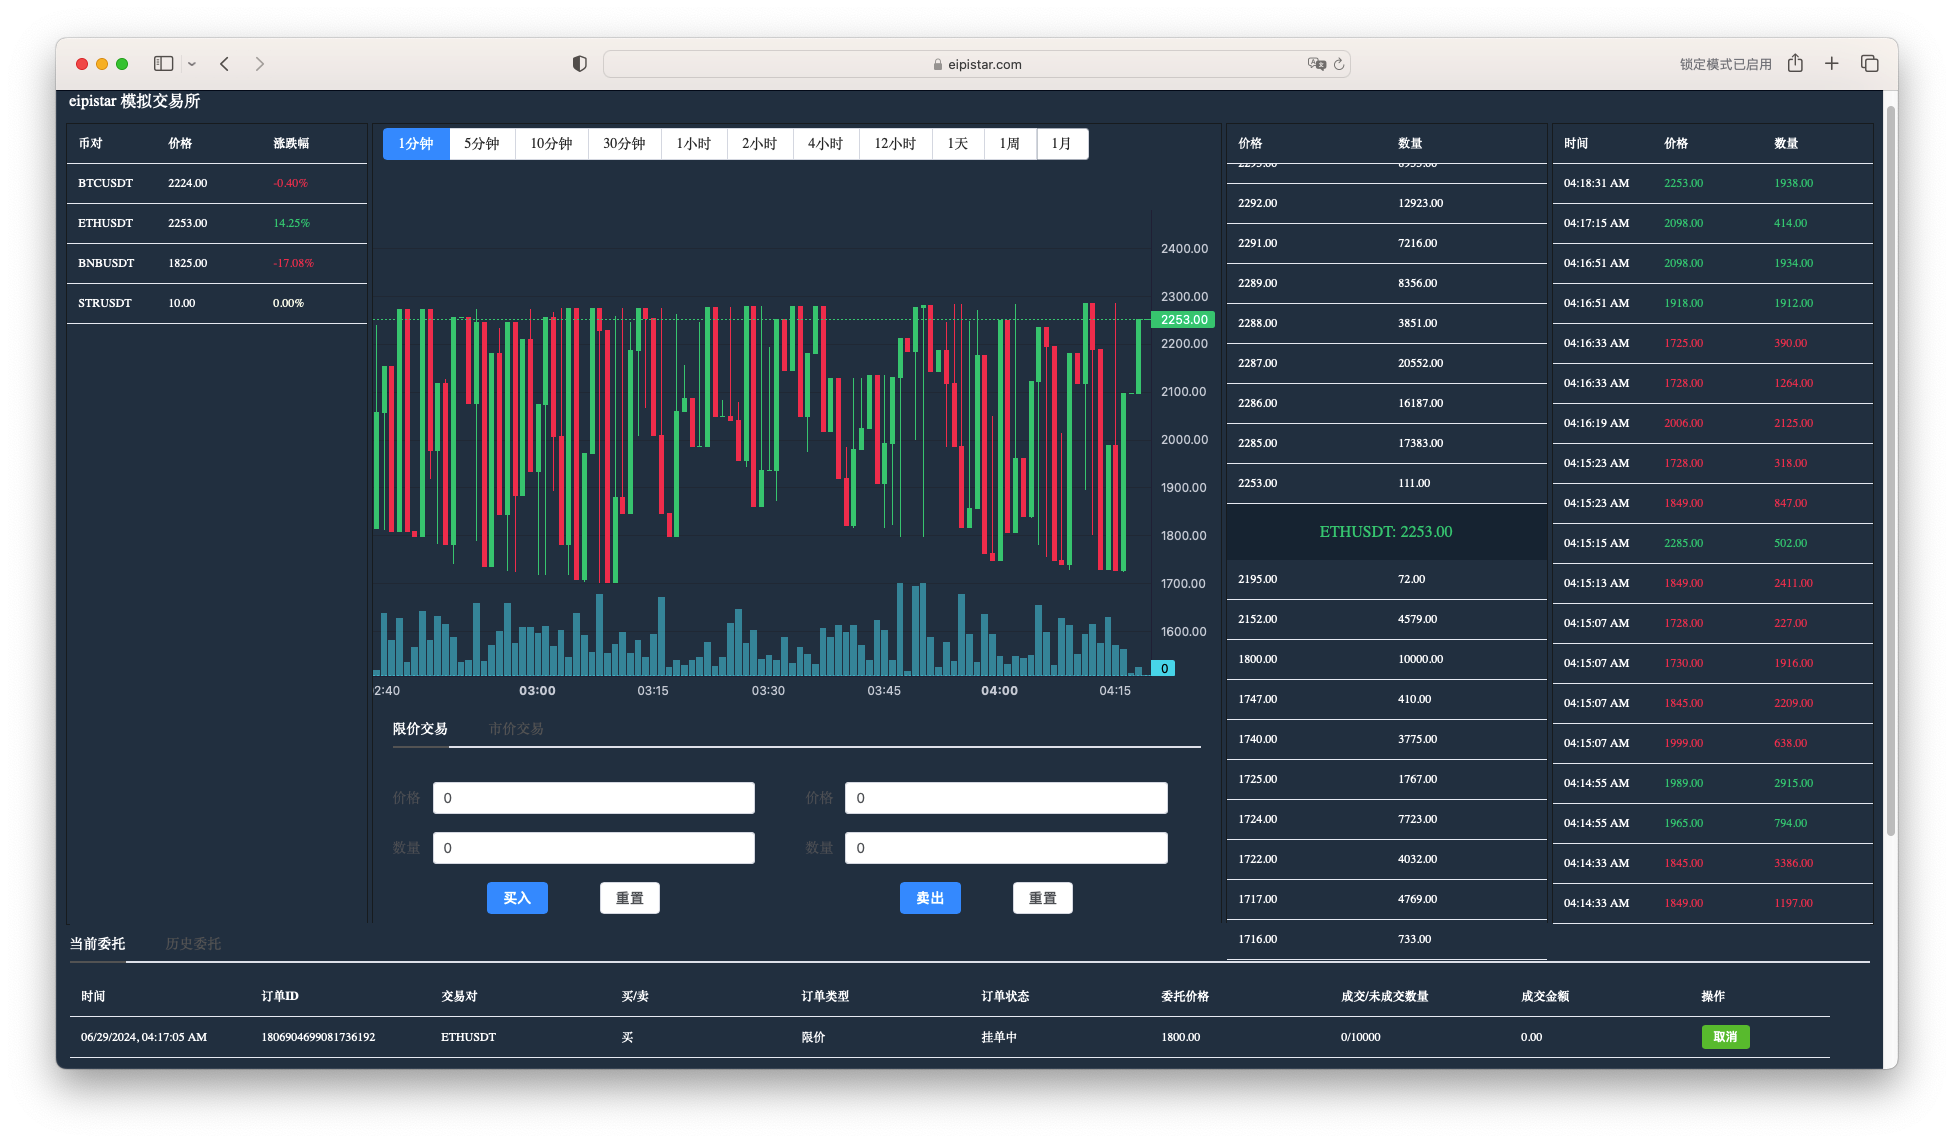 eipistar.com
锁定模式已启用
eipistar 模拟交易所
币对 价格 涨跌幅
BTCUSDT 2224.00 -0.40%
ETHUSDT 2253.00 14.25%
BNBUSDT 1825.00 -17.08%
STRUSDT 10.00 0.00%
1分钟 5分钟 10分钟 30分钟 1小时 2小时 4小时 12小时 1天 1周 1月
2400.00
2300.00
2253.00
2200.00
2100.00
2000.00
1900.00
1800.00
1700.00
1600.00
0
2:40 03:00 03:15 03:30 03:45 04:00 04:15
限价交易 市价交易
价格 0 价格 0
数量 0 数量 0
买入 重置 卖出 重置
价格 数量
2292.00 12923.00
2291.00 7216.00
2289.00 8356.00
2288.00 3851.00
2287.00 20552.00
2286.00 16187.00
2285.00 17383.00
2253.00 111.00
ETHUSDT: 2253.00
2195.00 72.00
2152.00 4579.00
1800.00 10000.00
1747.00 410.00
1740.00 3775.00
1725.00 1767.00
1724.00 7723.00
1722.00 4032.00
1717.00 4769.00
1716.00 733.00
时间 价格 数量
04:18:31 AM 2253.00 1938.00
04:17:15 AM 2098.00 414.00
04:16:51 AM 2098.00 1934.00
04:16:51 AM 1918.00 1912.00
04:16:33 AM 1725.00 390.00
04:16:33 AM 1728.00 1264.00
04:16:19 AM 2006.00 2125.00
04:15:23 AM 1728.00 318.00
04:15:23 AM 1849.00 847.00
04:15:15 AM 2285.00 502.00
04:15:13 AM 1849.00 2411.00
04:15:07 AM 1728.00 227.00
04:15:07 AM 1730.00 1916.00
04:15:07 AM 1845.00 2209.00
04:15:07 AM 1999.00 638.00
04:14:55 AM 1989.00 2915.00
04:14:55 AM 1965.00 794.00
04:14:33 AM 1845.00 3386.00
04:14:33 AM 1849.00 1197.00
当前委托 历史委托
时间 订单ID 交易对 买/卖 订单类型 订单状态 委托价格 成交/未成交数量 成交金额 操作
06/29/2024, 04:17:05 AM 1806904699081736192 ETHUSDT 买 限价 挂单中 1800.00 0/10000 0.00 取消